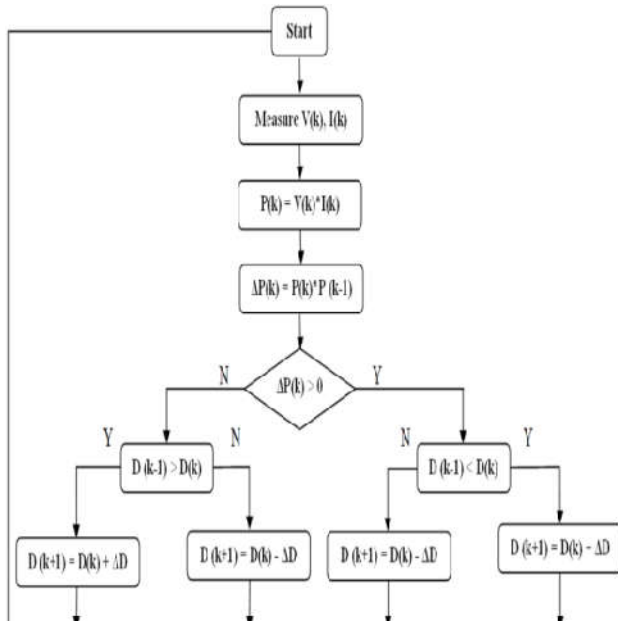 Start
Measure V(k), I(k)
P(k) = V(k)*I(k)
ΔP(k) = P(k)*P (k-1)
ΔP(k) > 0
N
Y
D (k-1) > D(k)
Y
N
D (k-1) < D(k)
N
Y
D (k+1) = D(k) + ΔD
D (k+1) = D(k) - ΔD
D (k+1) = D(k) - ΔD
D (k+1) = D(k) - ΔD